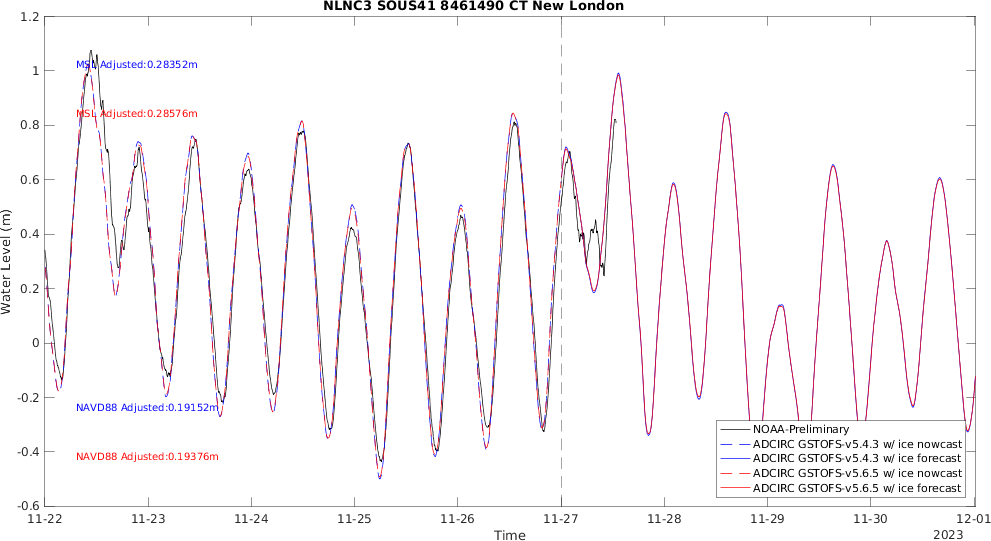 NLNC3 SOUS41 8461490 CT New London
Water Level (m)
1.2
1
0.8
0.6
0.4
0.2
0
-0.2
-0.4
-0.6
MSL Adjusted:0.28352m
MSL Adjusted:0.28576m
NAVD88 Adjusted:0.19152m
NAVD88 Adjusted:0.19376m
NOAA-Preliminary
ADCIRC GSTOFS-v5.4.3 w/ ice nowcast
ADCIRC GSTOFS-v5.4.3 w/ ice forecast
ADCIRC GSTOFS-v5.6.5 w/ ice nowcast
ADCIRC GSTOFS-v5.6.5 w/ ice forecast
11-22 11-23 11-24 11-25 11-26 11-27 11-28 11-29 11-30 12-01
Time
2023